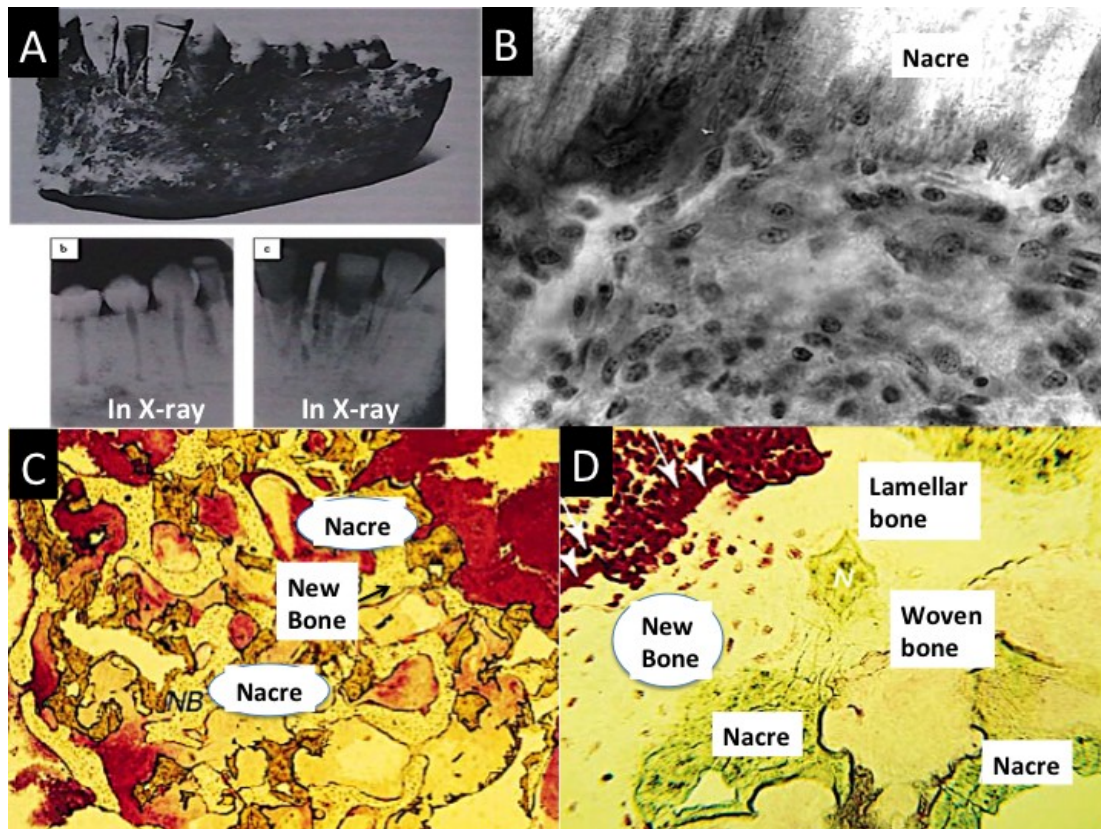 A
B
Nacre
b
c
In X-ray
In X-ray
C
Nacre
New
Bone
NB
Nacre
D
Lamellar
bone
N
New
Bone
Woven
bone
Nacre
Nacre